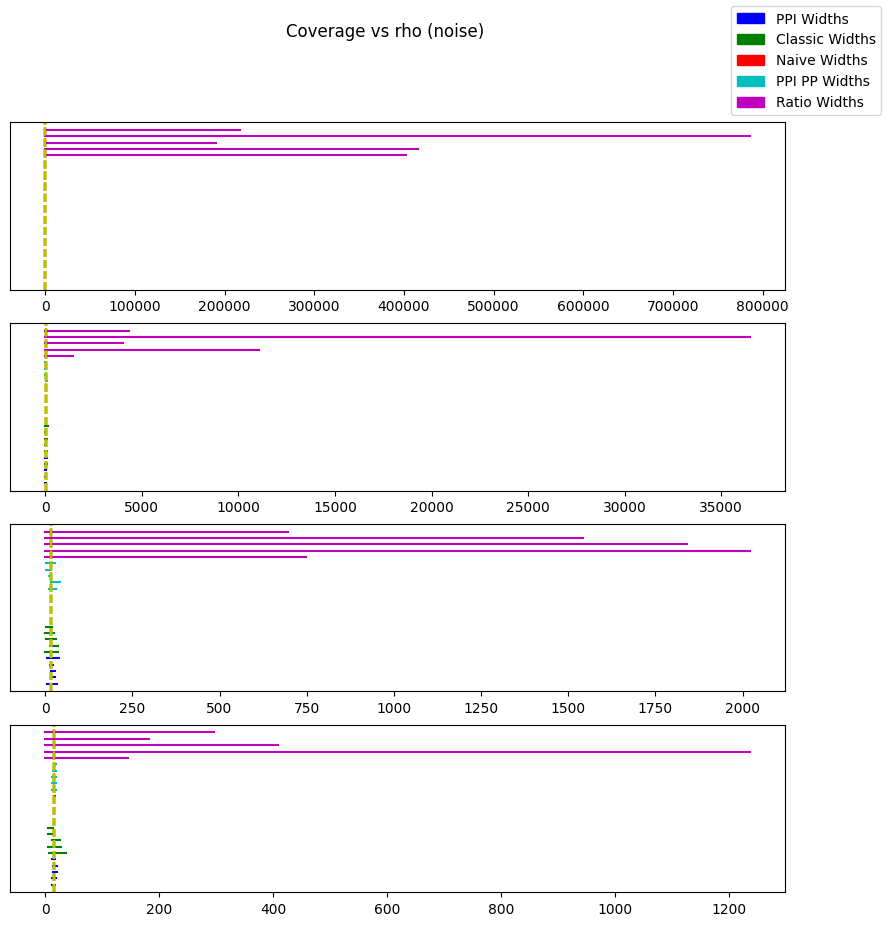 Coverage vs rho (noise)
PPI Widths
Classic Widths
Naive Widths
PPI PP Widths
Ratio Widths
0 100000 200000 300000 400000 500000 600000 700000 800000
0 5000 10000 15000 20000 25000 30000 35000
0 250 500 750 1000 1250 1500 1750 2000
0 200 400 600 800 1000 1200